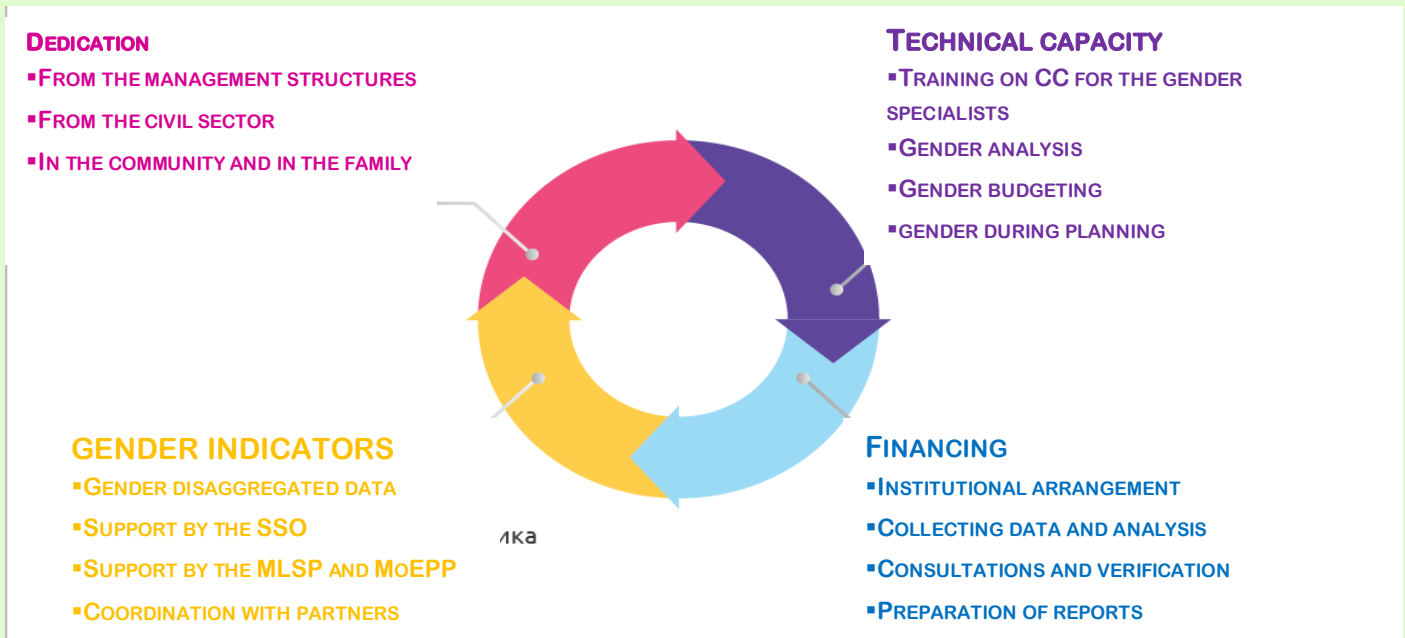 DEDICATION
▪FROM THE MANAGEMENT STRUCTURES
▪FROM THE CIVIL SECTOR
▪IN THE COMMUNITY AND IN THE FAMILY
TECHNICAL CAPACITY
▪TRAINING ON CC FOR THE GENDER
SPECIALISTS
▪GENDER ANALYSIS
▪GENDER BUDGETING
▪GENDER DURING PLANNING
GENDER INDICATORS
▪GENDER DISAGGREGATED DATA
▪SUPPORT BY THE SSO
▪SUPPORT BY THE MLSP AND MOEPP
▪COORDINATION WITH PARTNERS
FINANCING
▪INSTITUTIONAL ARRANGEMENT
▪COLLECTING DATA AND ANALYSIS
▪CONSULTATIONS AND VERIFICATION
▪PREPARATION OF REPORTS